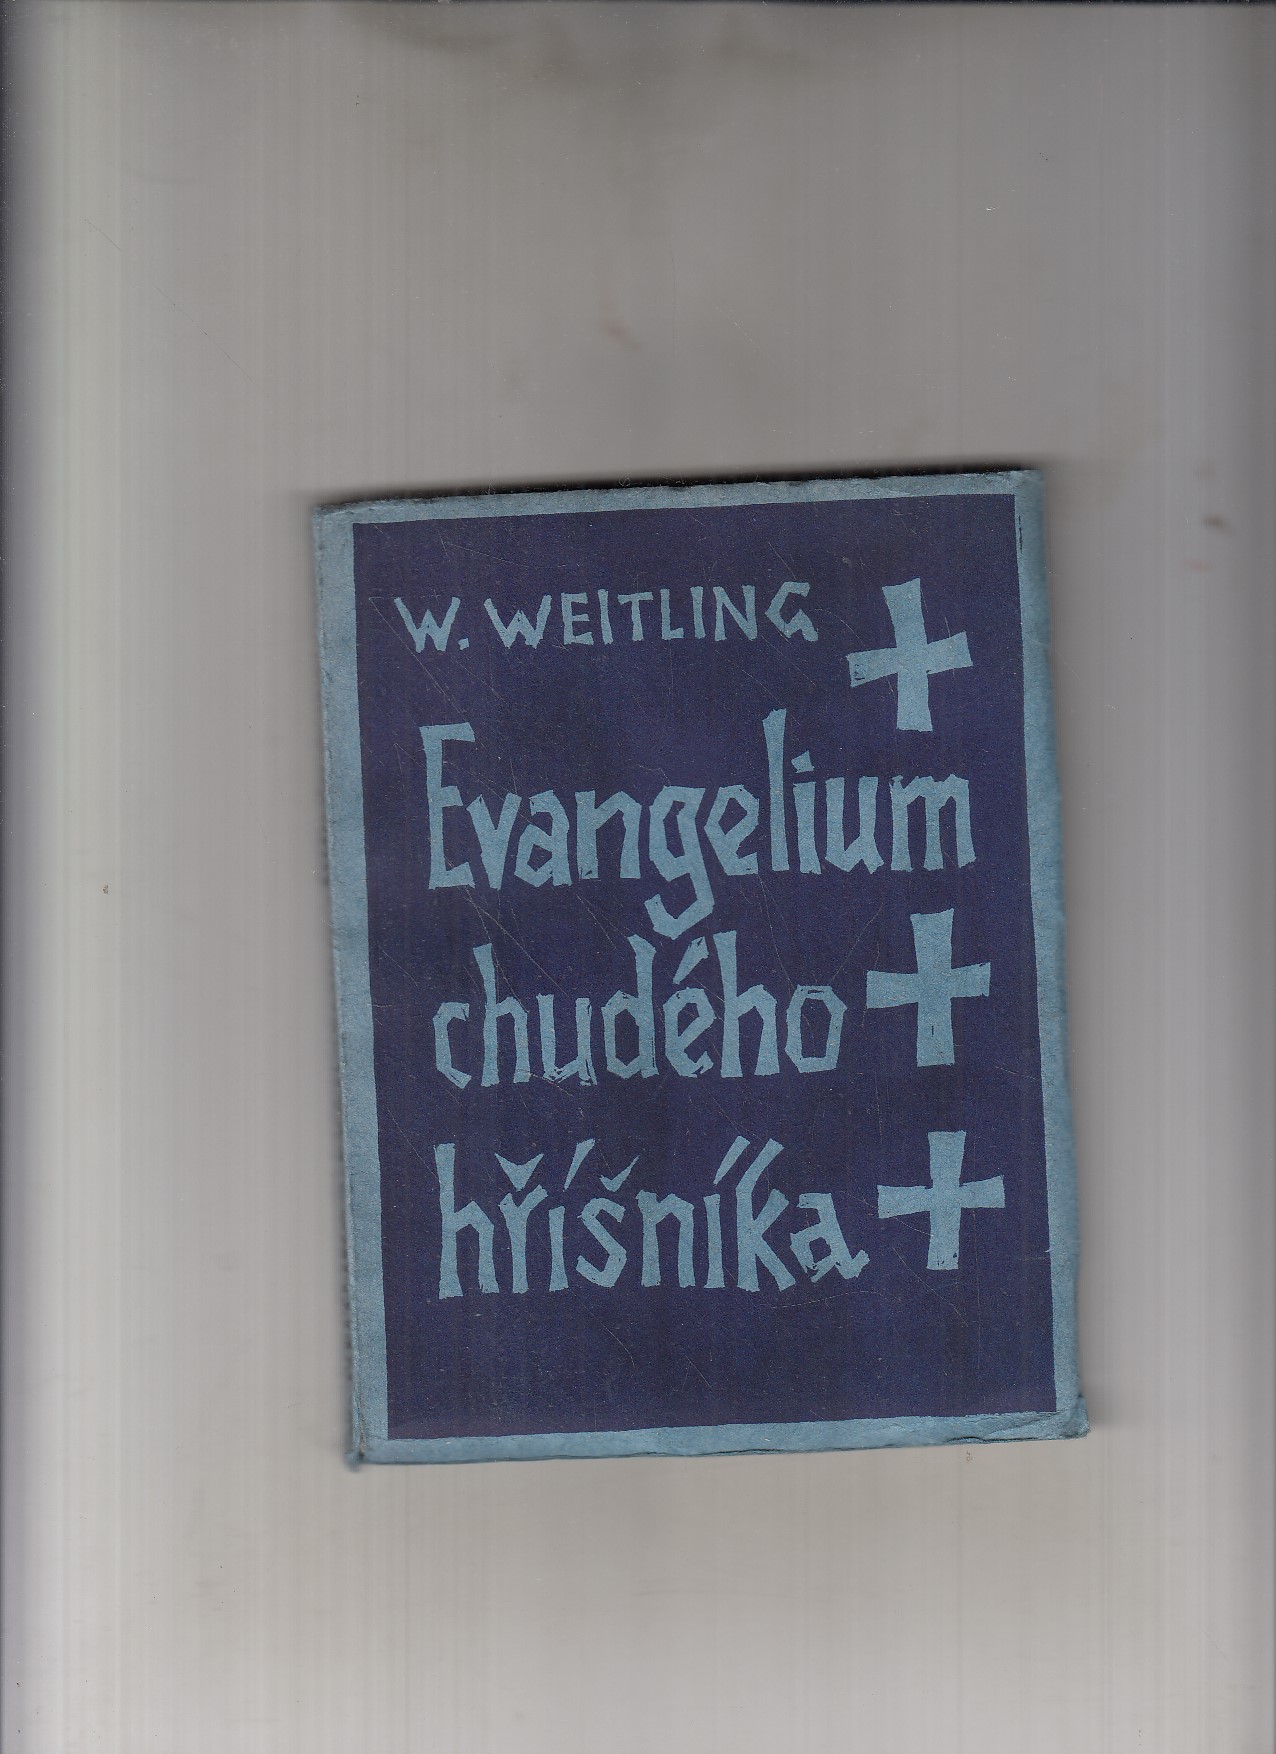 W. WEITLING
Evangelium
chudého
hříšníka